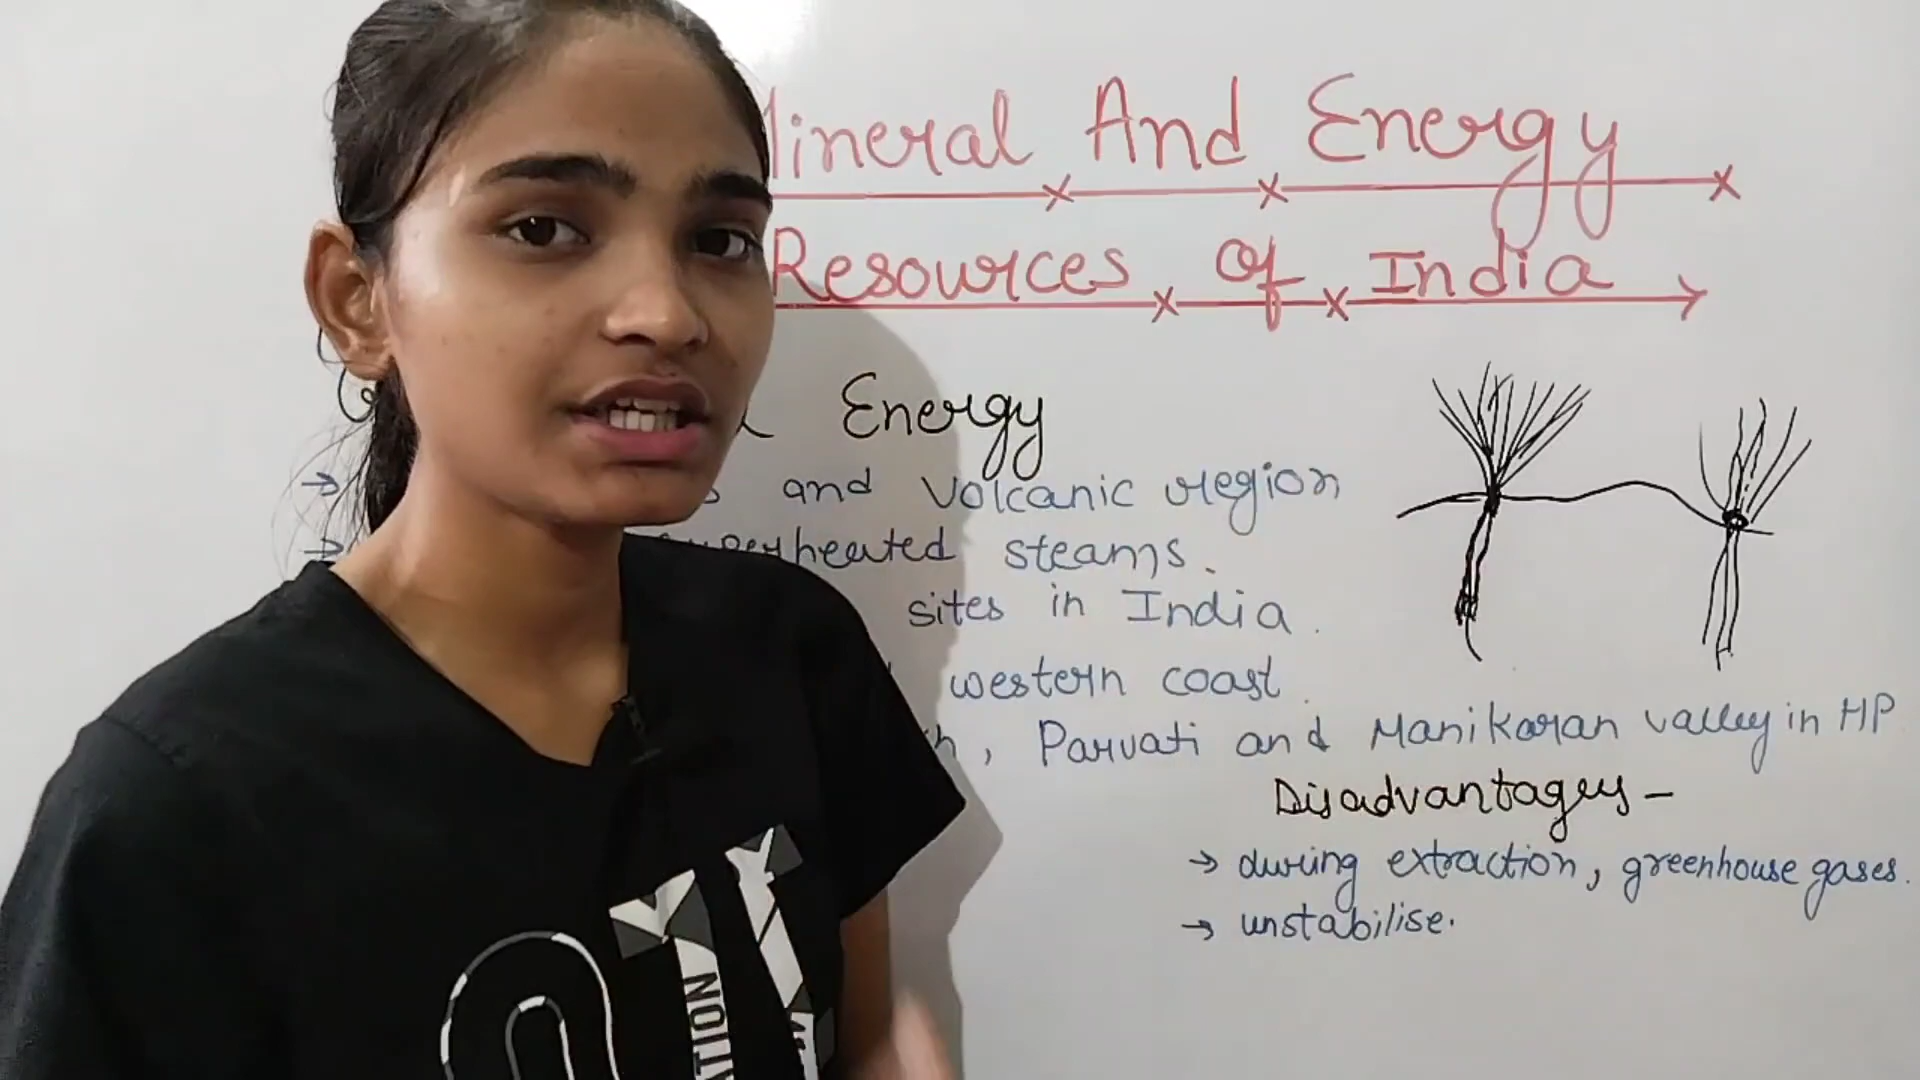 Mineral And Energy
Resources of India
Energy
→ and volcanic region
→ superheated steams.
sites in India.
western coast.
, Parvati and Manikaran valley in HP
Disadvantages -
→ during extraction, greenhouse gases.
→ unstabilise.